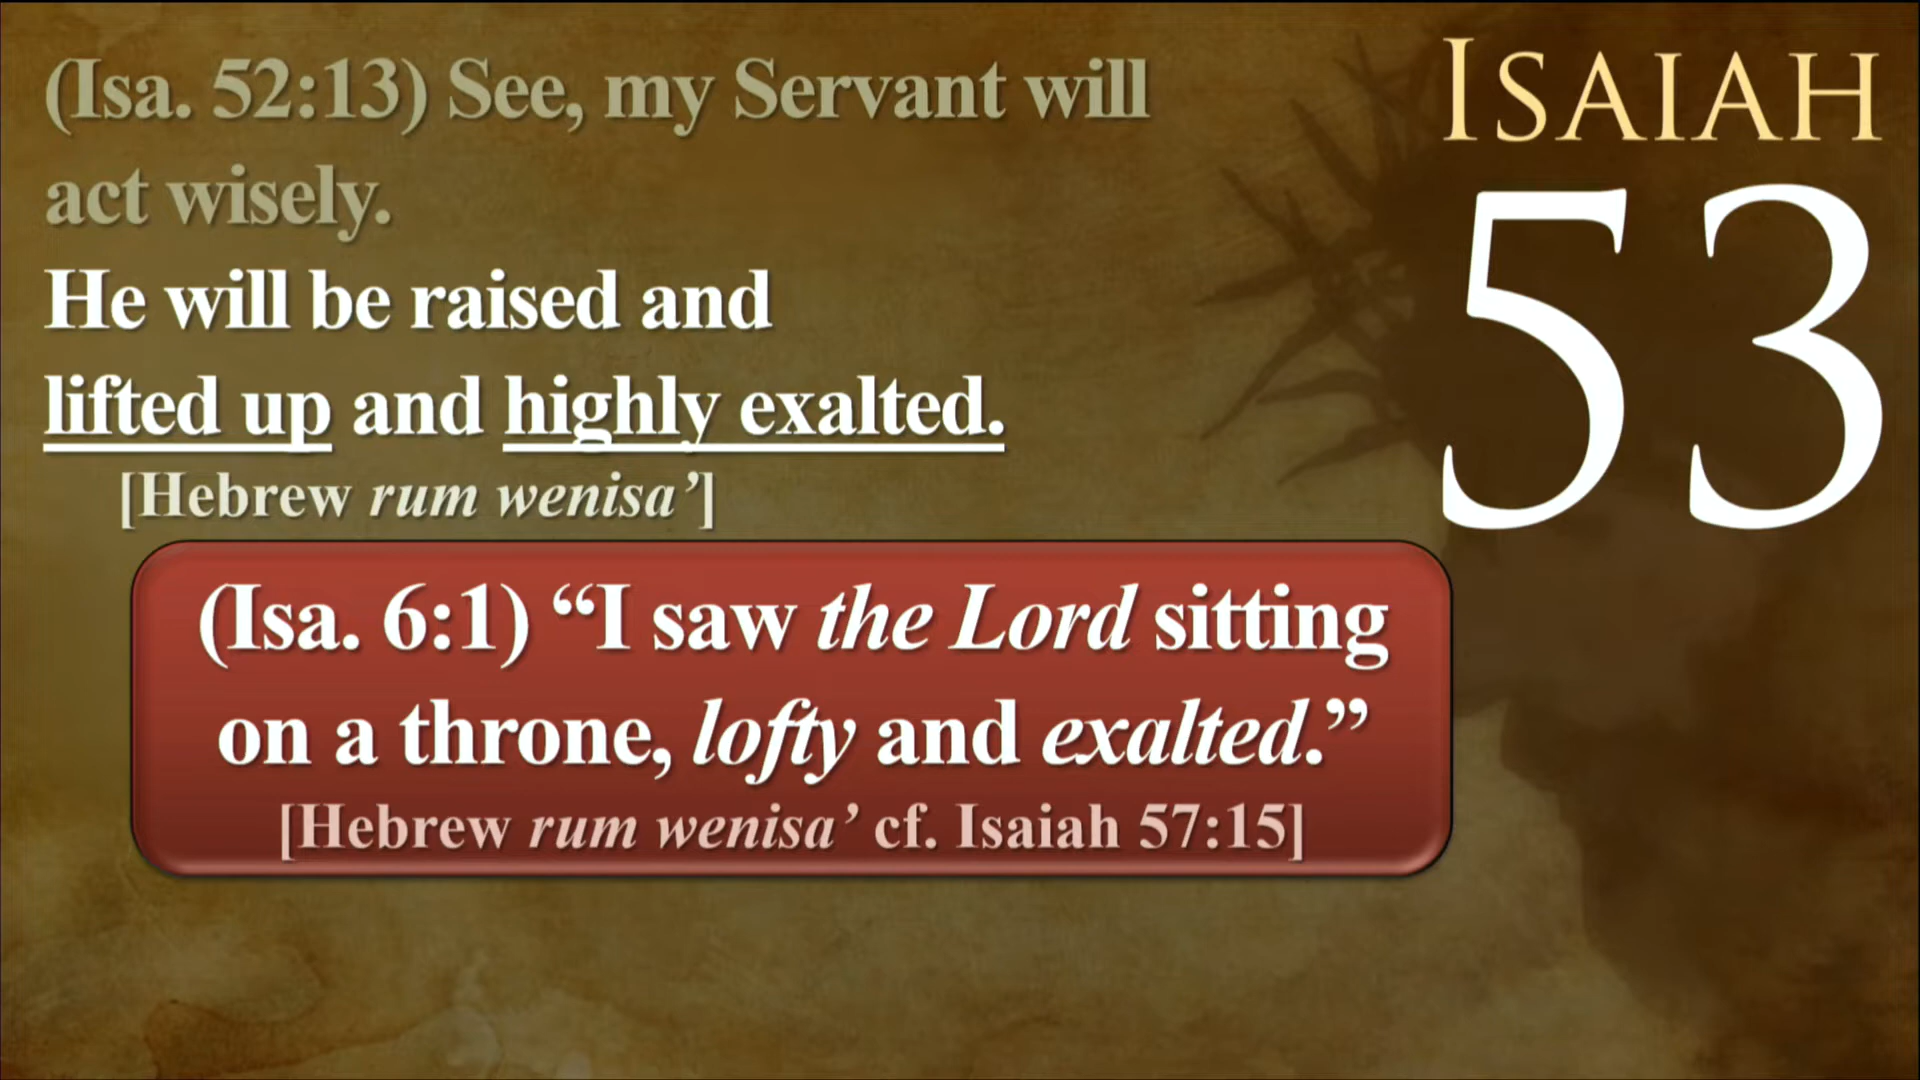 (Isa. 52:13) See, my Servant will
act wisely.
He will be raised and
lifted up and highly exalted.
[Hebrew rum wenisa’]
(Isa. 6:1) “I saw the Lord sitting
on a throne, lofty and exalted.”
[Hebrew rum wenisa’ cf. Isaiah 57:15]
ISAIAH
53